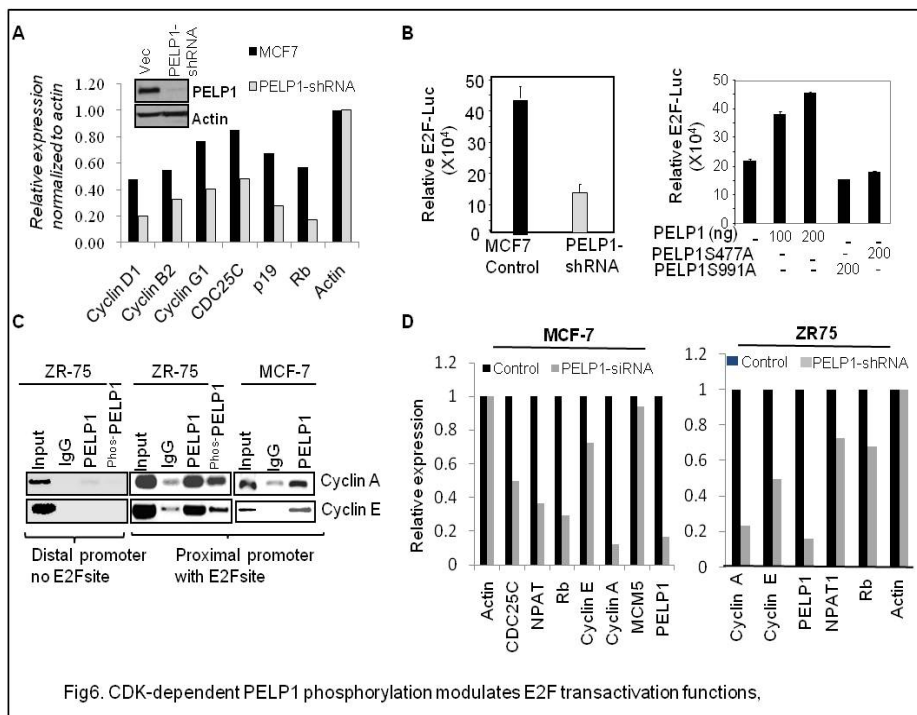 A
Vec
PELP1-
shRNA
MCF7
PELP1-shRNA
PELP1
Actin
Relative expression
normalized to actin
1.20
1.00
0.80
0.60
0.40
0.20
0.00
Cyclin D1
Cyclin B2
Cyclin G1
CDC25C
p19
Rb
Actin
B
Relative E2F-Luc
(X10⁴)
50
40
30
20
10
0
MCF7
Control
PELP1-
shRNA
Relative E2F-Luc
(X10⁴)
50
40
30
20
10
0
PELP1 (ng) - 100 200 - -
PELP1S477A - - - - 200
PELP1S991A - - - 200 -
C
ZR-75
ZR-75
MCF-7
Input
IgG
PELP1
Phos-PELP1
Input
IgG
PELP1
Phos-PELP1
Input
IgG
PELP1
Cyclin A
Cyclin E
Distal promoter
no E2Fsite
Proximal promoter
with E2Fsite
D
MCF-7
Control
PELP1-siRNA
Relative expression
1.2
1
0.8
0.6
0.4
0.2
0
Actin
CDC25C
NPAT
Rb
Cyclin E
Cyclin A
MCM5
PELP1
ZR75
Control
PELP1-shRNA
1.2
1
0.8
0.6
0.4
0.2
0
Cyclin A
Cyclin E
PELP1
NPAT1
Rb
Actin
Fig6. CDK-dependent PELP1 phosphorylation modulates E2F transactivation functions,